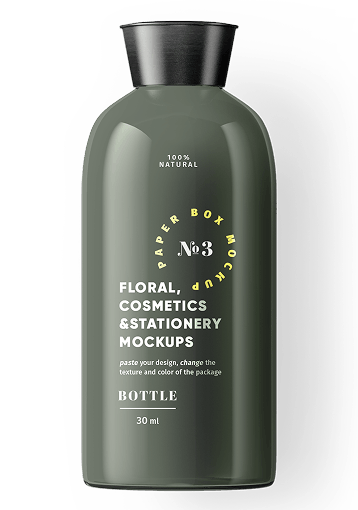 100%
NATURAL
PAPER BOX MOCKUP
№3
FLORAL,
COSMETICS
&STATIONERY
MOCKUPS
paste your design, change the
texture and color of the package
BOTTLE
30 ml